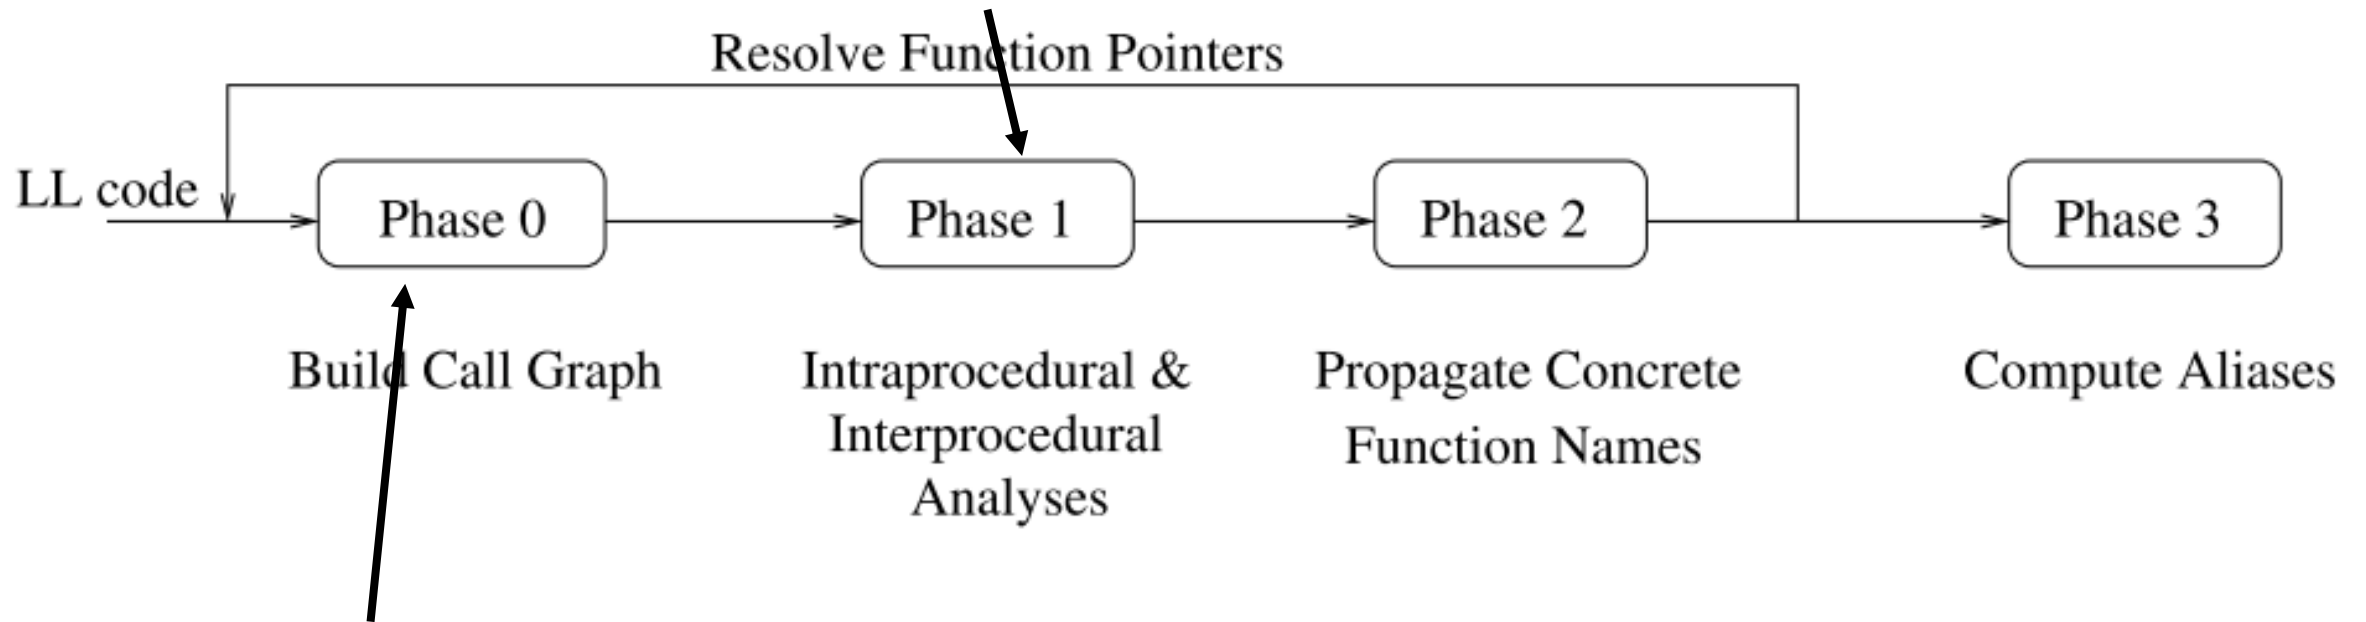 Resolve Function Pointers
LL code
Phase 0
Phase 1
Phase 2
Phase 3
Build Call Graph
Intraprocedural &
Interprocedural
Analyses
Propagate Concrete
Function Names
Compute Aliases